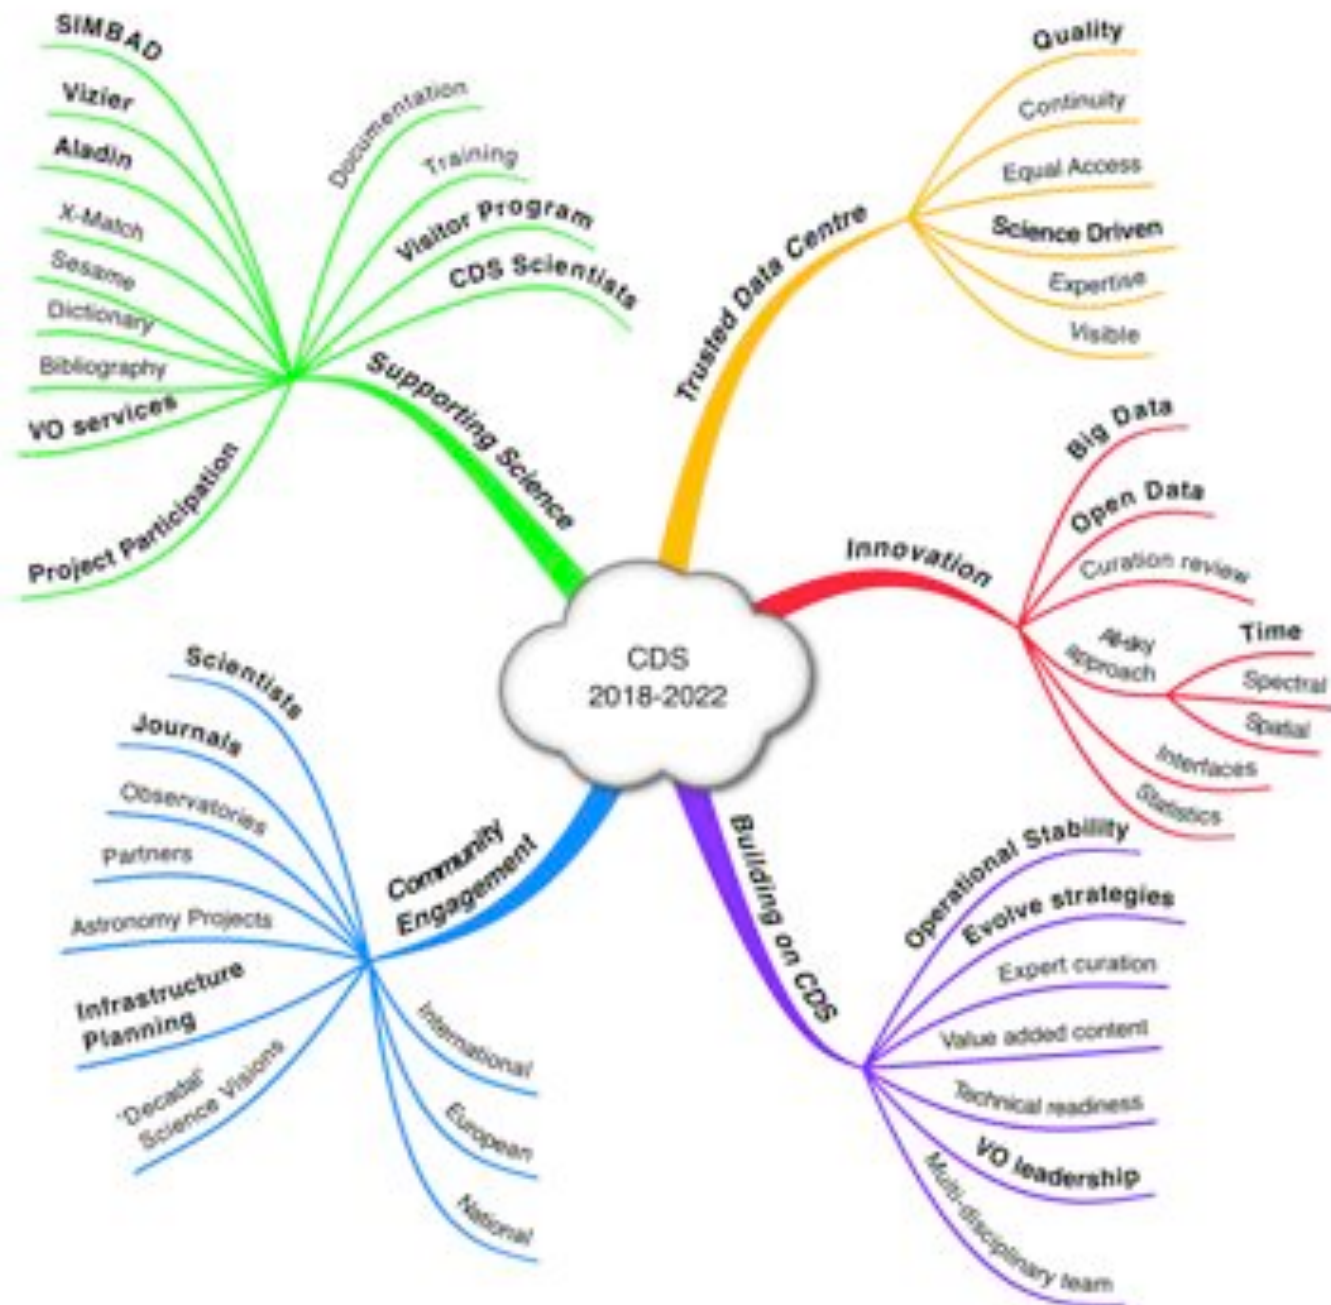 CDS
2018-2022
Supporting Science
SIMBAD
Vizier
Aladin
X-Match
Sesame
Dictionary
Bibliography
VO services
Project Participation
Documentation
Training
Visitor Program
CDS Scientists
Trusted Data Centre
Quality
Continuity
Equal Access
Science Driven
Expertise
Visible
Innovation
Big Data
Open Data
Curation review
All-sky
approach
Time
Spectral
Spatial
Interfaces
Statistics
Building on CDS
Operational Stability
Evolve strategies
Expert curation
Value added content
Technical readiness
VO leadership
Multi-disciplinary team
Community
Engagement
Scientists
Journals
Observatories
Partners
Astronomy Projects
Infrastructure
Planning
'Decadal'
Science Visions
International
European
National